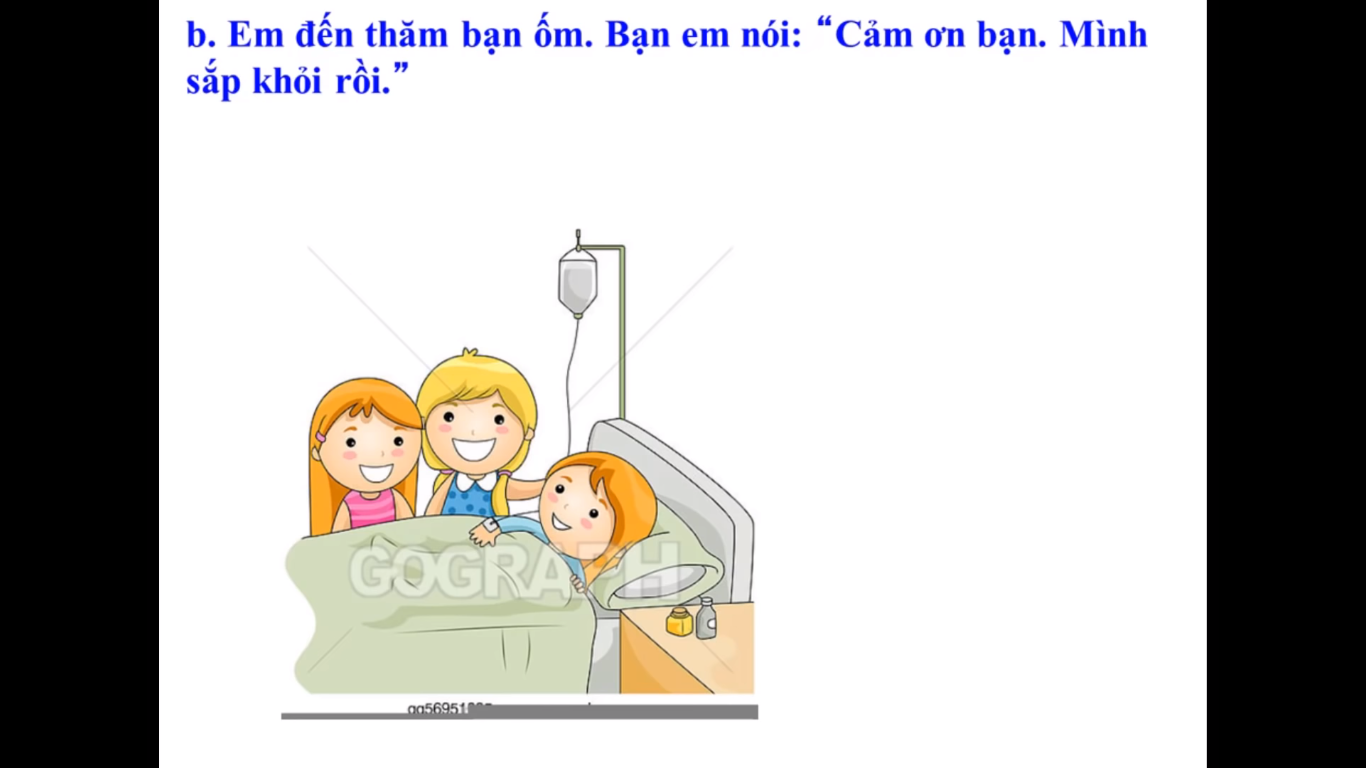 b. Em đến thăm bạn ốm. Bạn em nói: “Cảm ơn bạn. Mình
sắp khỏi rồi.”
GOGRAPH